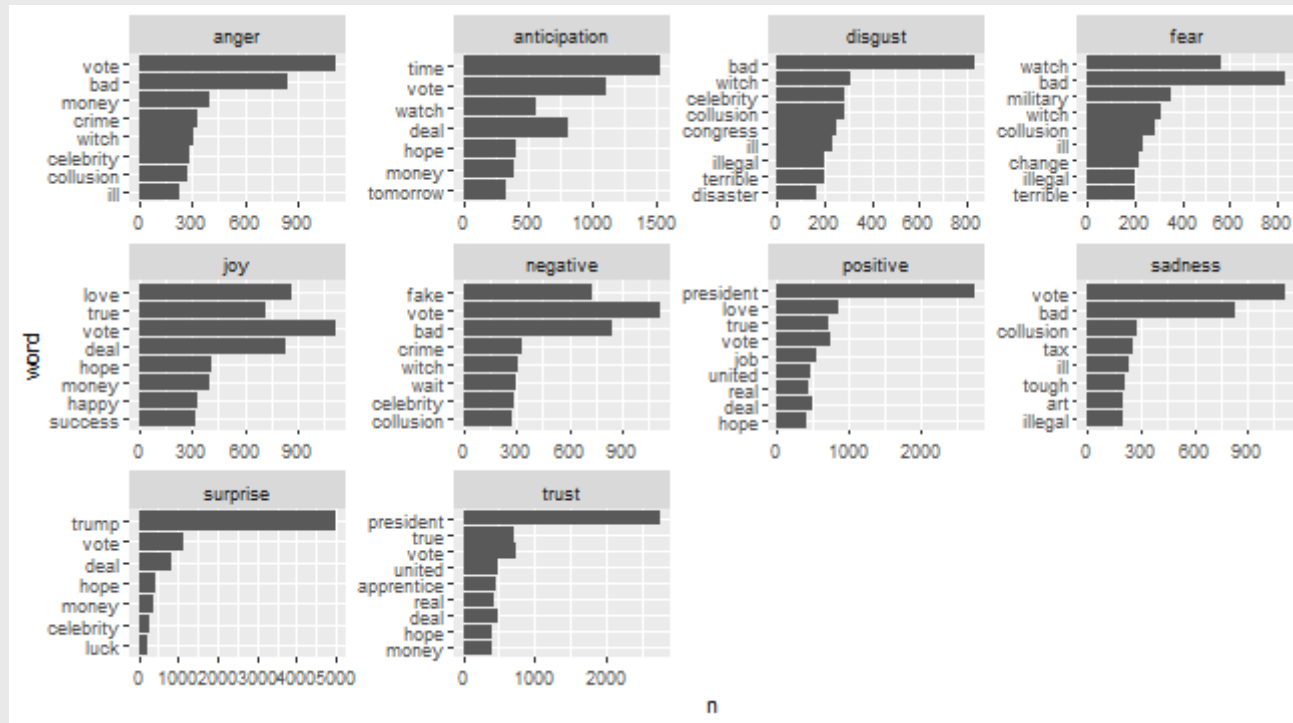 anger
vote
bad
money
crime
witch
celebrity
collusion
ill
0 300 600 900
anticipation
time
vote
watch
deal
hope
money
tomorrow
0 500 1000 1500
disgust
bad
witch
celebrity
collusion
congress
ill
illegal
terrible
disaster
0 200 400 600 800
fear
watch
bad
military
witch
collusion
ill
change
illegal
terrible
0 200 400 600 800
word
joy
love
true
vote
deal
hope
money
happy
success
0 300 600 900
negative
fake
vote
bad
crime
witch
wait
celebrity
collusion
0 300 600 900
positive
president
love
true
vote
job
united
real
deal
hope
0 1000 2000
sadness
vote
bad
collusion
tax
ill
tough
art
illegal
0 300 600 900
surprise
trump
vote
deal
hope
money
celebrity
luck
0 1000 2000 3000 4000 5000
trust
president
true
vote
united
apprentice
real
deal
hope
money
0 1000 2000
n